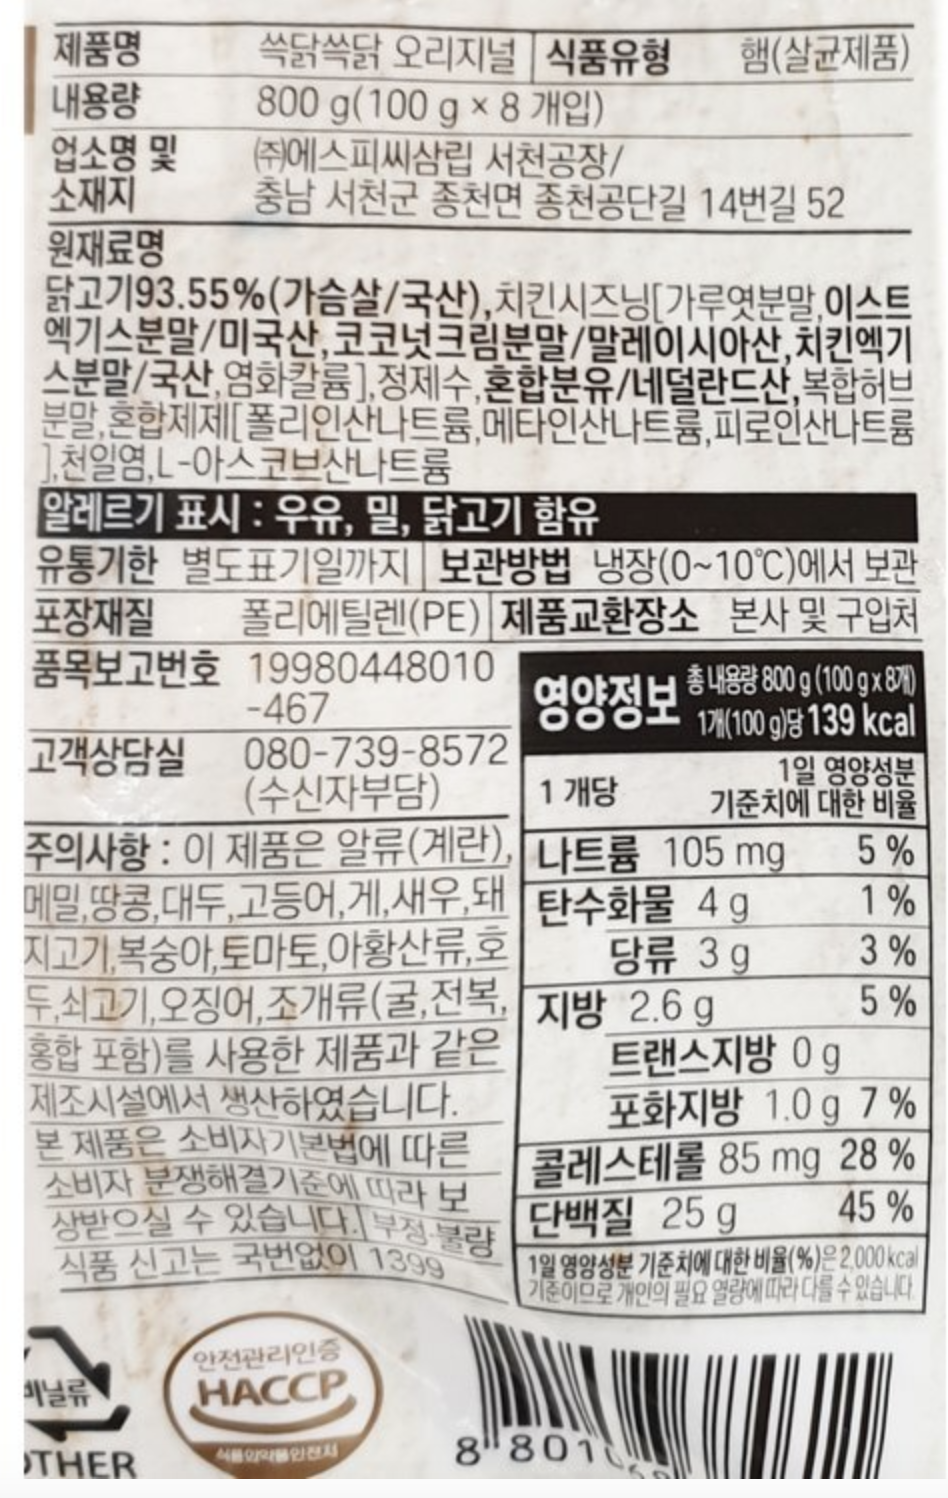 제품명 쓱닭쓱닭 오리지널 식품유형 햄(살균제품)
내용량 800 g(100 g × 8 개입)
업소명 및 ㈜에스피씨삼립 서천공장/
소재지 충남 서천군 종천면 종천공단길 14번길 52
원재료명
닭고기93.55%(가슴살/국산),치킨시즈닝[가루엿분말,이스트
엑기스분말/미국산,코코넛크림분말/말레이시아산,치킨엑기
스분말/국산,염화칼륨],정제수,혼합분유/네덜란드산,복합허브
분말,혼합제제[폴리인산나트륨,메타인산나트륨,피로인산나트륨
],천일염,L-아스코브산나트륨
알레르기 표시 : 우유, 밀, 닭고기 함유
유통기한 별도표기일까지 보관방법 냉장(0~10℃)에서 보관
포장재질 폴리에틸렌(PE) 제품교환장소 본사 및 구입처
품목보고번호 19980448010
-467
고객상담실 080-739-8572
(수신자부담)
주의사항 : 이 제품은 알류(계란),
메밀,땅콩,대두,고등어,게,새우,돼
지고기,복숭아,토마토,아황산류,호
두,쇠고기,오징어,조개류(굴,전복,
홍합 포함)를 사용한 제품과 같은
제조시설에서 생산하였습니다.
본 제품은 소비자기본법에 따른
소비자 분쟁해결기준에 따라 보
상받으실 수 있습니다. 부정·불량
식품 신고는 국번없이 1399
영양정보 총 내용량 800 g (100 g x 8개)
1개(100 g)당 139 kcal
1 개당 1일 영양성분
기준치에 대한 비율
나트륨 105 mg 5 %
탄수화물 4 g 1 %
당류 3 g 3 %
지방 2.6 g 5 %
트랜스지방 0 g
포화지방 1.0 g 7 %
콜레스테롤 85 mg 28 %
단백질 25 g 45 %
1일 영양성분 기준치에 대한 비율(%)은 2,000 kcal
기준이므로 개인의 필요 열량에 따라 다를 수 있습니다.
비닐류
OTHER
안전관리인증
HACCP
식품의약품안전처
8 801